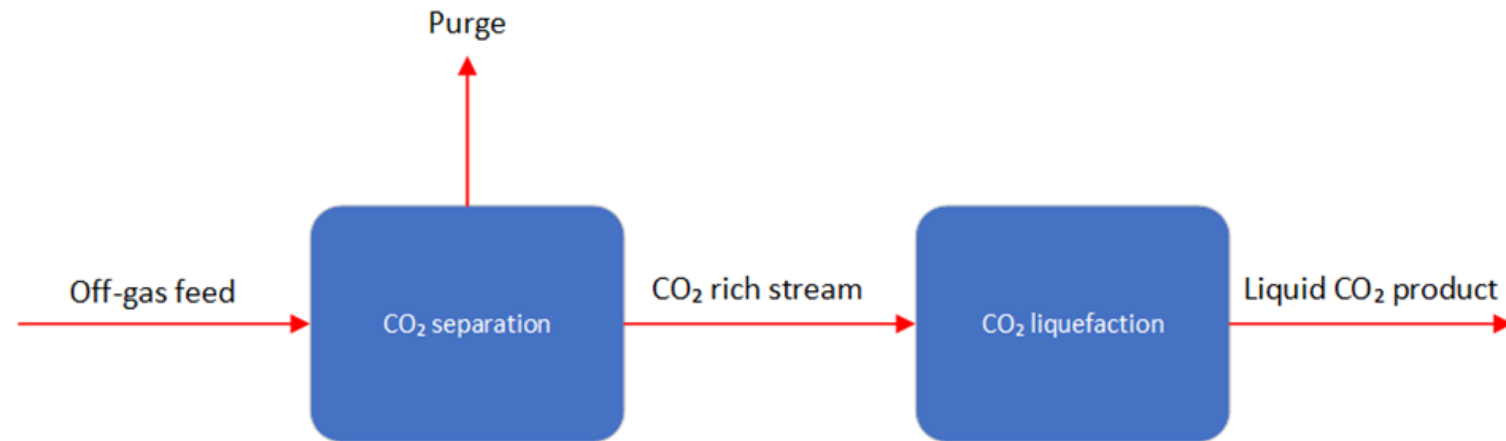 Purge
Off-gas feed
CO₂ separation
CO₂ rich stream
CO₂ liquefaction
Liquid CO₂ product